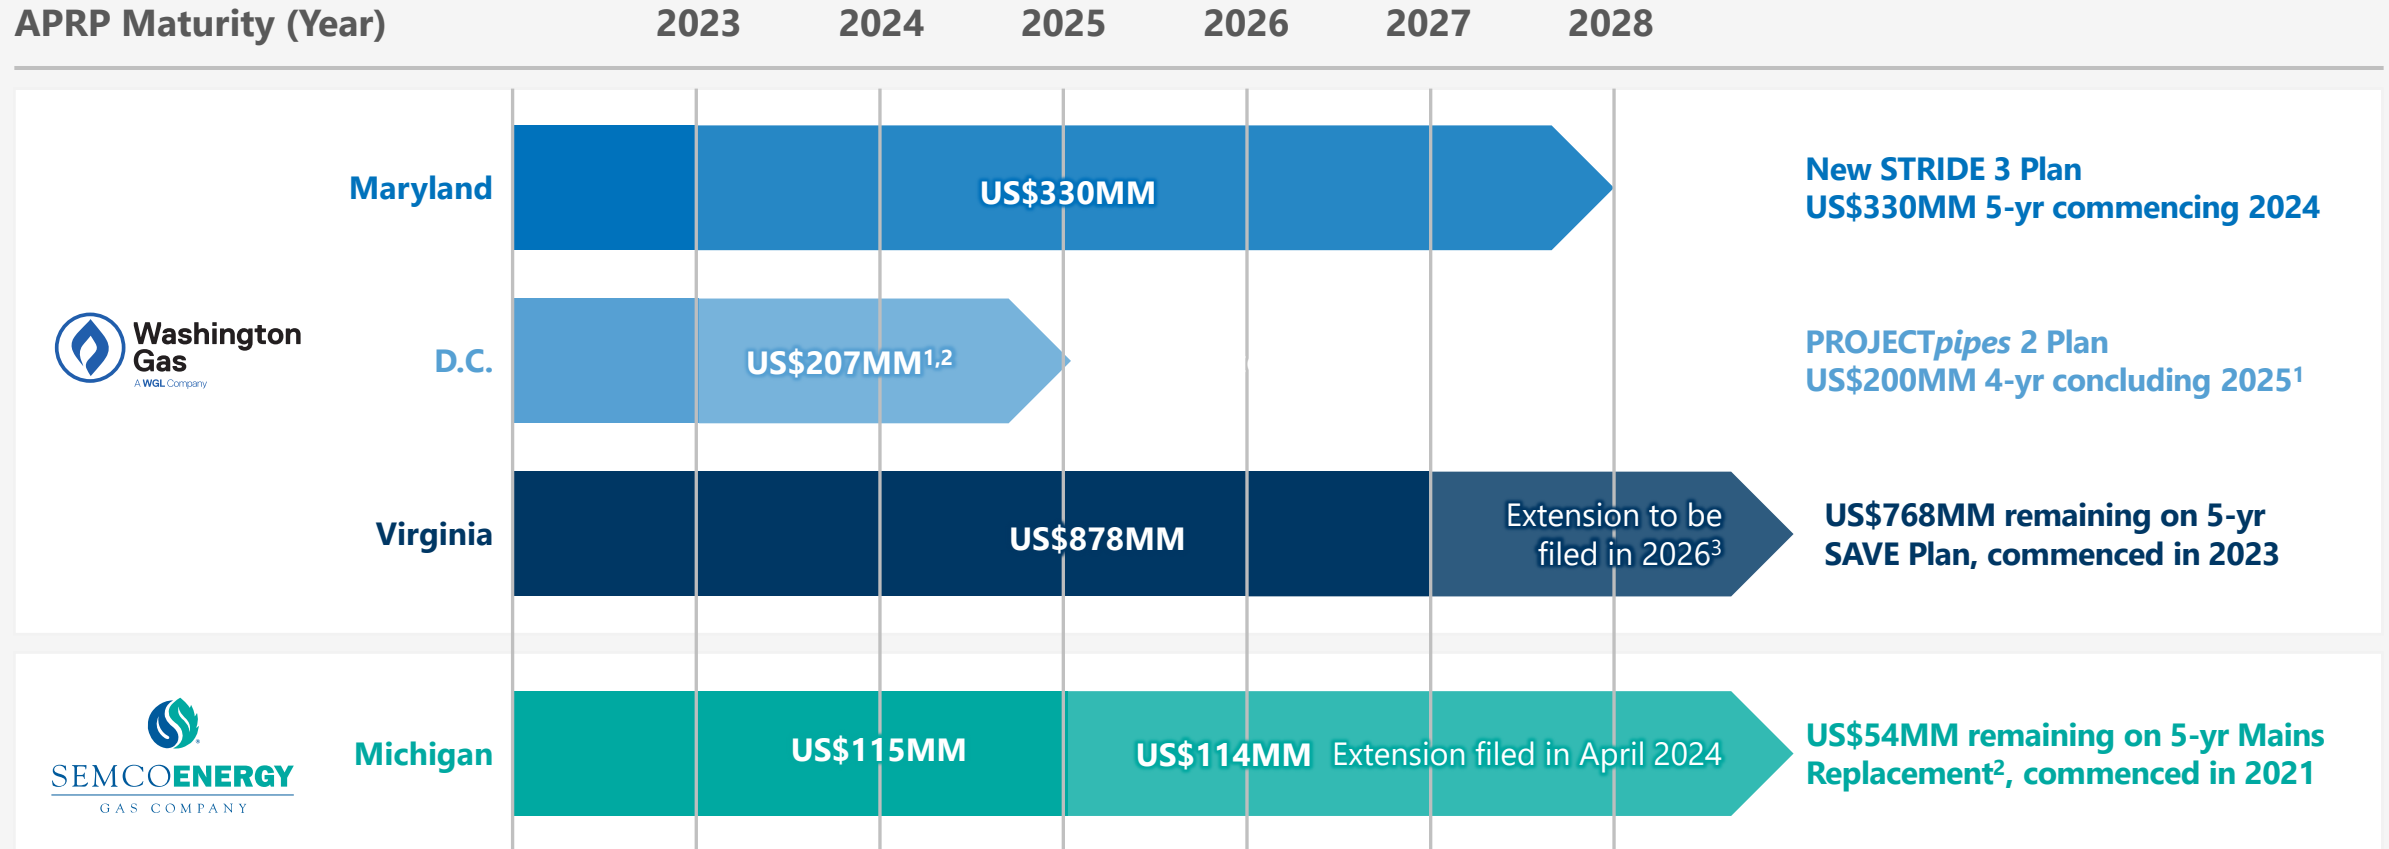 APRP Maturity (Year) 2023 2024 2025 2026 2027 2028
Maryland
US$330MM
New STRIDE 3 Plan
US$330MM 5-yr commencing 2024
Washington
Gas
A WGL Company
D.C.
US$207MM1,2
PROJECTpipes 2 Plan
US$200MM 4-yr concluding 20251
Virginia
US$878MM
Extension to be
filed in 20263
US$768MM remaining on 5-yr
SAVE Plan, commenced in 2023
SEMCOENERGY
GAS COMPANY
Michigan
US$115MM
US$114MM Extension filed in April 2024
US$54MM remaining on 5-yr Mains
Replacement2, commenced in 2021